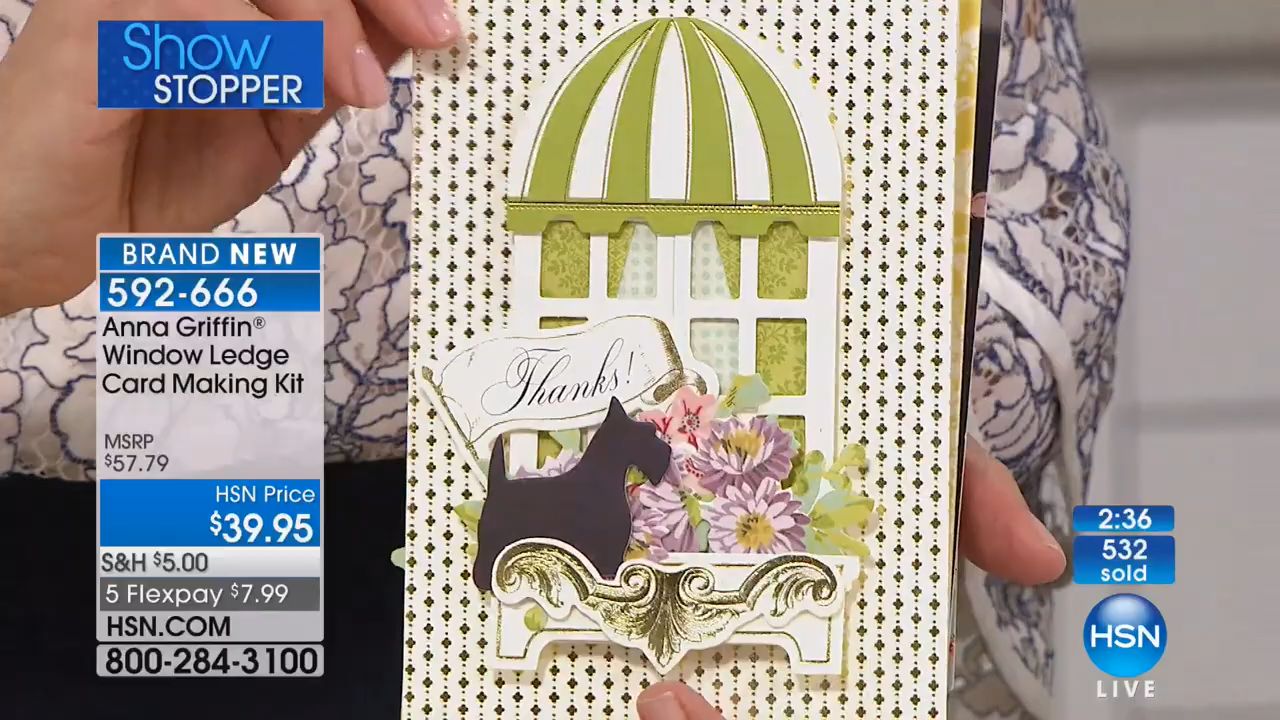 Show
STOPPER
BRAND NEW
592-666
Anna Griffin®
Window Ledge
Card Making Kit
MSRP
$57.79
HSN Price
$39.95
S&H $5.00
5 Flexpay $7.99
HSN.COM
800-284-3100
Thanks!
2:36
532
sold
HSN
LIVE